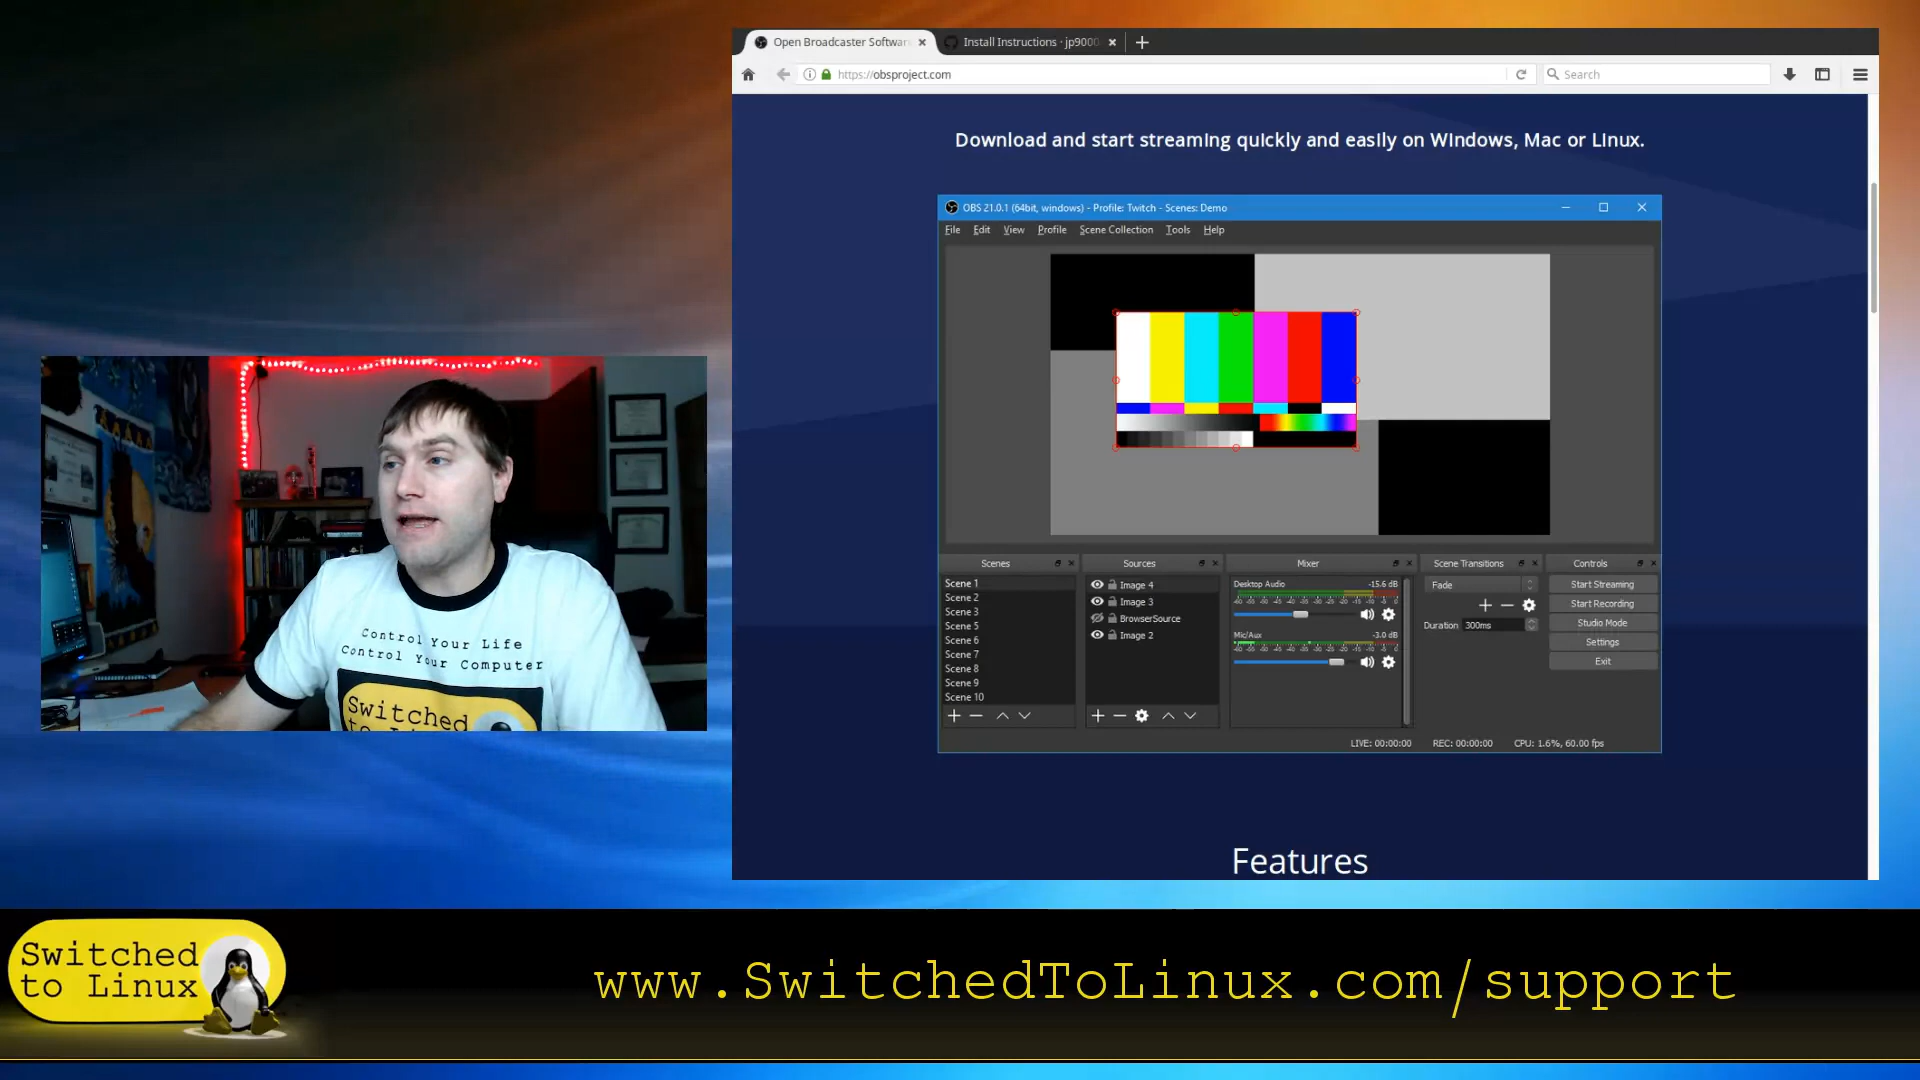 Open Broadcaster Softwar
Install Instructions · jp900
https://obsproject.com
Search
Download and start streaming quickly and easily on Windows, Mac or Linux.
OBS 21.0.1 (64bit, windows) - Profile: Twitch - Scenes: Demo
File Edit View Profile Scene Collection Tools Help
Scenes
Scene 1
Scene 2
Scene 3
Scene 5
Scene 6
Scene 7
Scene 8
Scene 9
Scene 10
Sources
Image 4
Image 3
BrowserSource
Image 2
Mixer
Desktop Audio -15.6 dB
Mic/Aux -3.0 dB
Scene Transitions
Fade
Duration 300ms
Controls
Start Streaming
Start Recording
Studio Mode
Settings
Exit
LIVE: 00:00:00 REC: 00:00:00 CPU: 1.6%, 60.00 fps
Features
Control Your Life
Control Your Computer
Switched
Switched
to Linux
www.SwitchedToLinux.com/support